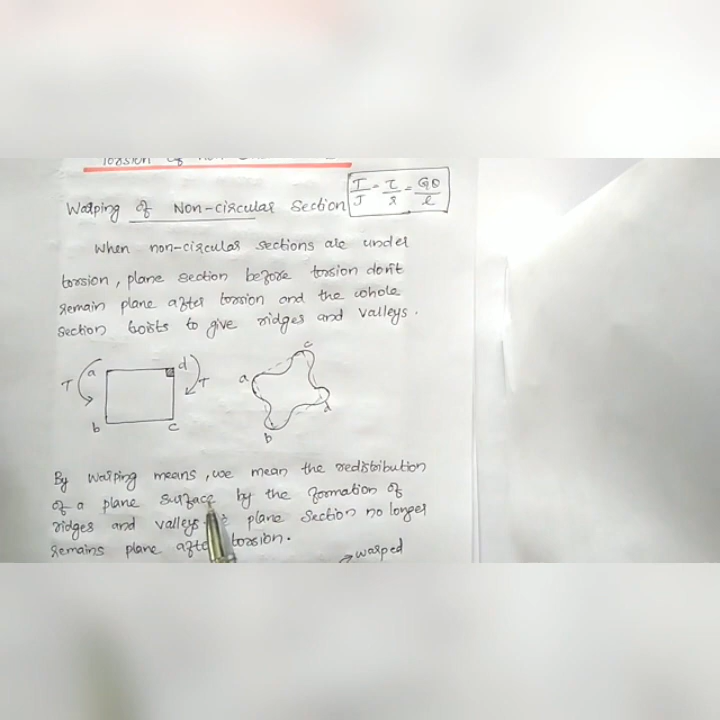 Torsion of non
Warping of Non-circular Section T/J = τ/r = Gθ/l
When non-circular sections are under
torsion, plane section before torsion don't
remain plane after torsion and the whole
section twists to give ridges and valleys.
a d c
T T a
b c d
b
By warping means, we mean the redistribution
of a plane surface by the formation of
ridges and valleys plane section no longer
remains plane after torsion.
→ warped